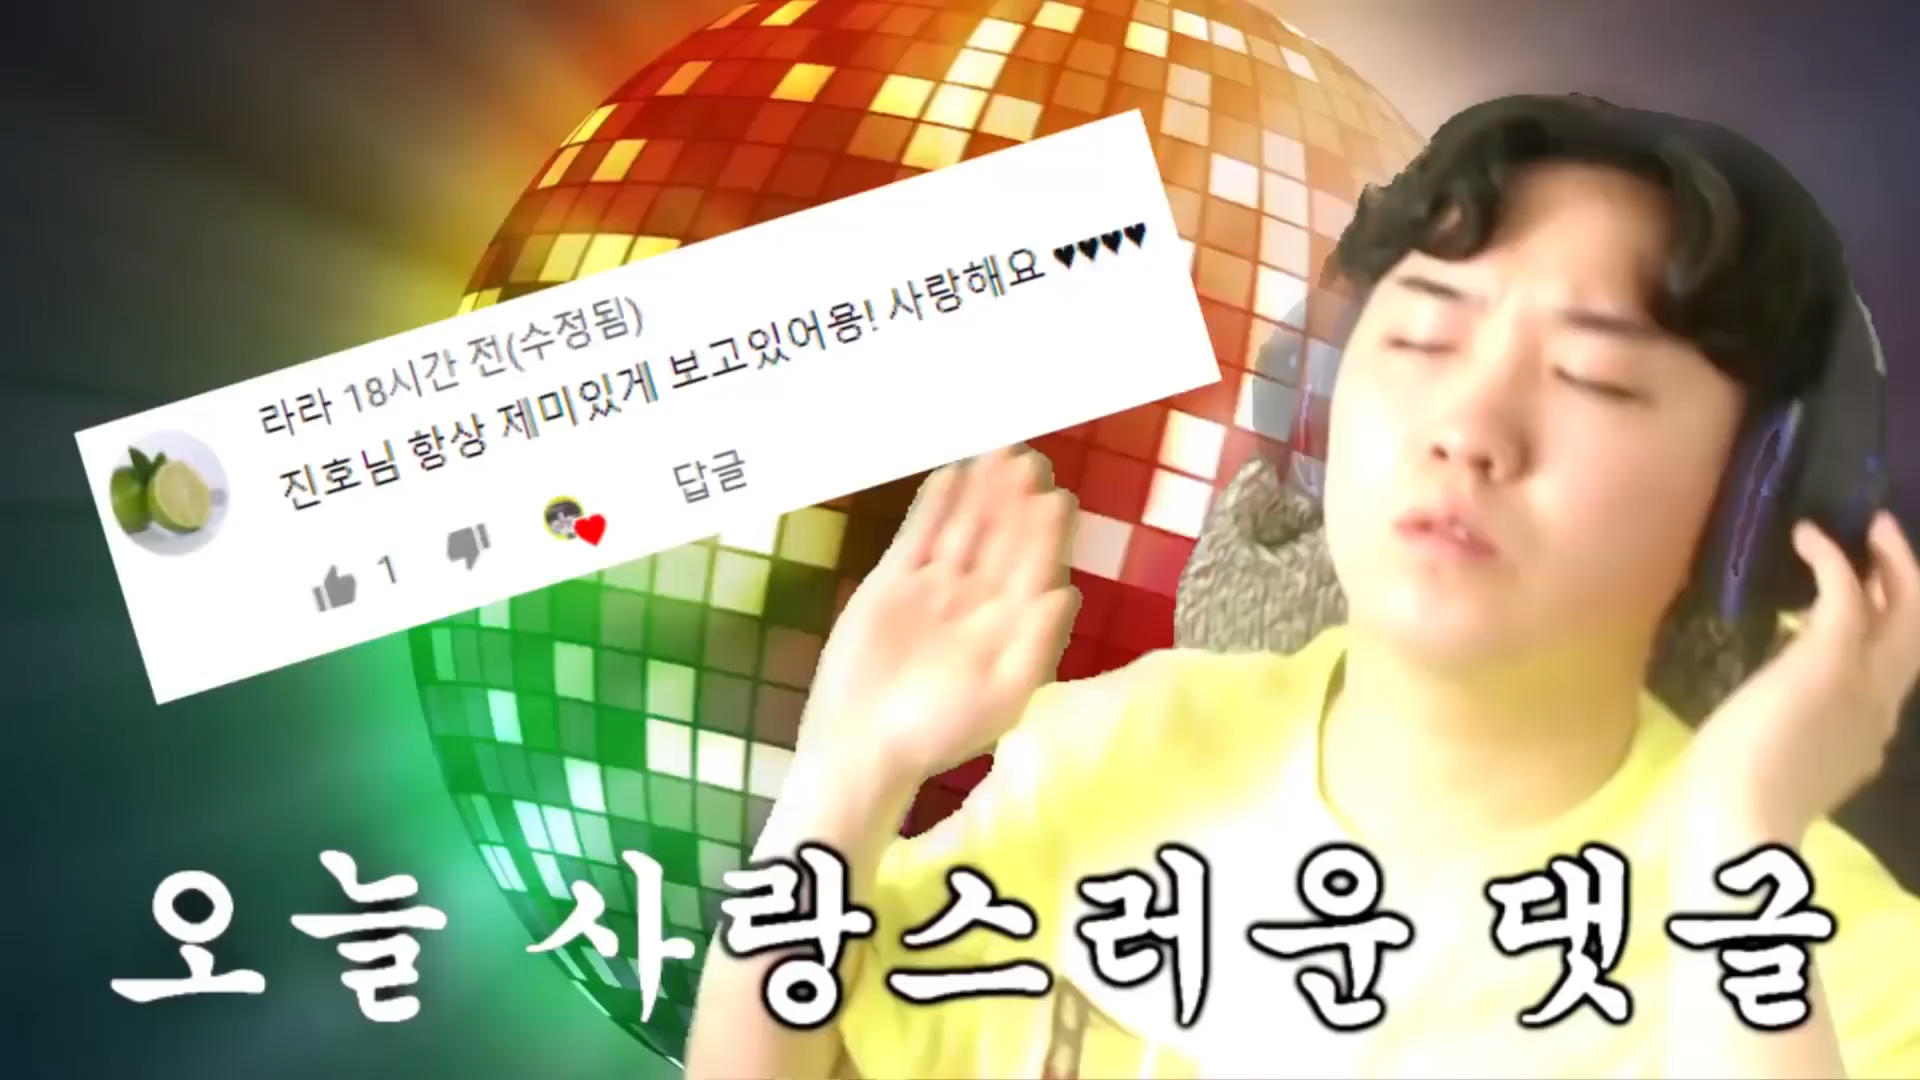 라라 18시간 전(수정됨)
진호님 항상 제미있게 보고있어용! 사랑해요 ♥♥♥♥
1
답글
오늘 사랑스러운 댓글